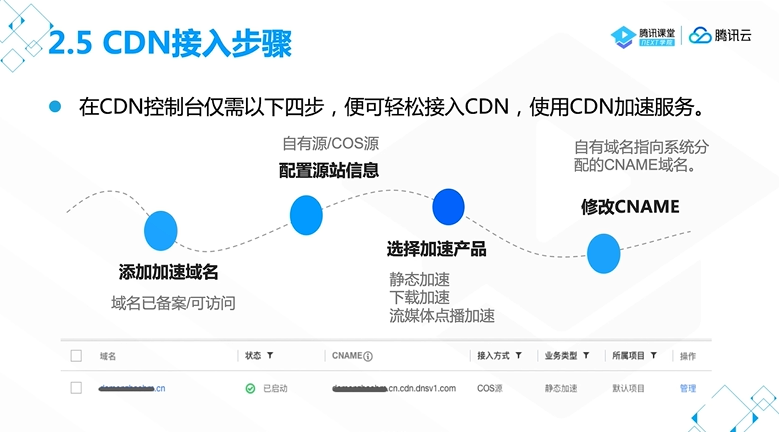 2.5 CDN接入步骤
腾讯课堂
NEXT学院
腾讯云
在CDN控制台仅需以下四步，便可轻松接入CDN，使用CDN加速服务。
自有源/COS源
配置源站信息
自有域名指向系统分
配的CNAME域名。
修改CNAME
添加加速域名
域名已备案/可访问
选择加速产品
静态加速
下载加速
流媒体点播加速
域名 状态 CNAME 接入方式 业务类型 所属项目 操作
.cn 已启动 .cn.cdn.dnsv1.com COS源 静态加速 默认项目 管理